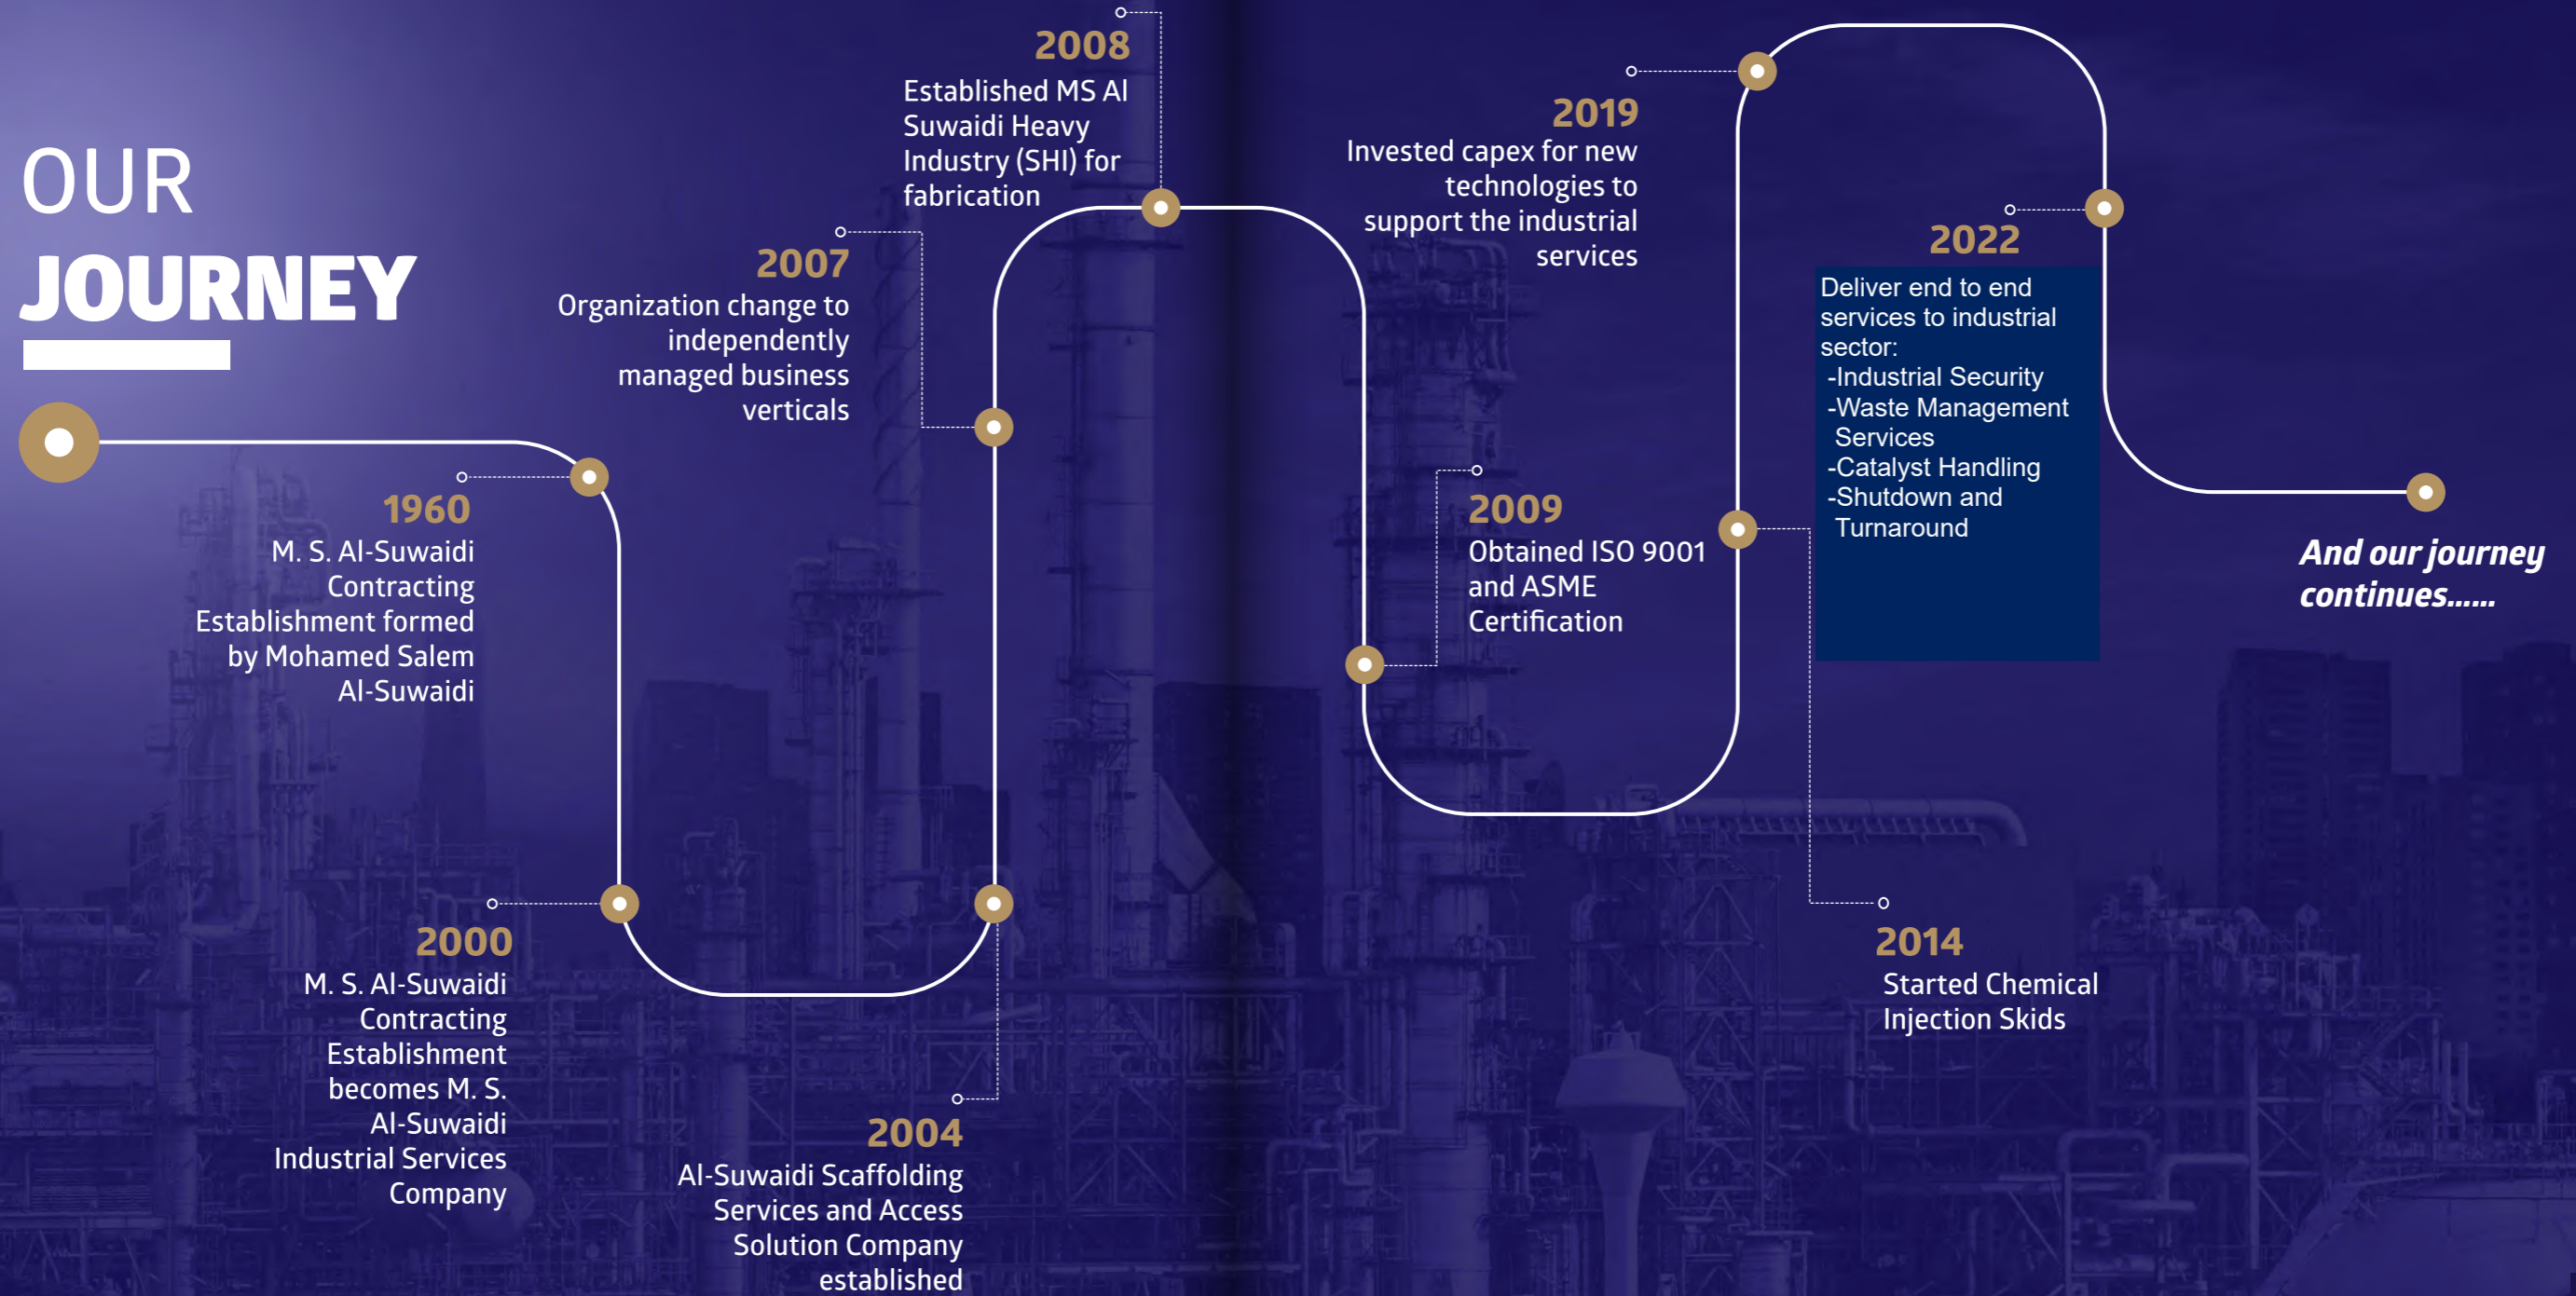 OUR
JOURNEY
1960
M. S. Al-Suwaidi
Contracting
Establishment formed
by Mohamed Salem
Al-Suwaidi
2000
M. S. Al-Suwaidi
Contracting
Establishment
becomes M. S.
Al-Suwaidi
Industrial Services
Company
2004
Al-Suwaidi Scaffolding
Services and Access
Solution Company
established
2007
Organization change to
independently
managed business
verticals
2008
Established MS Al
Suwaidi Heavy
Industry (SHI) for
fabrication
2009
Obtained ISO 9001
and ASME
Certification
2014
Started Chemical
Injection Skids
2019
Invested capex for new
technologies to
support the industrial
services
2022
Deliver end to end
services to industrial
sector:
-Industrial Security
-Waste Management
Services
-Catalyst Handling
-Shutdown and
Turnaround
And our journey
continues......